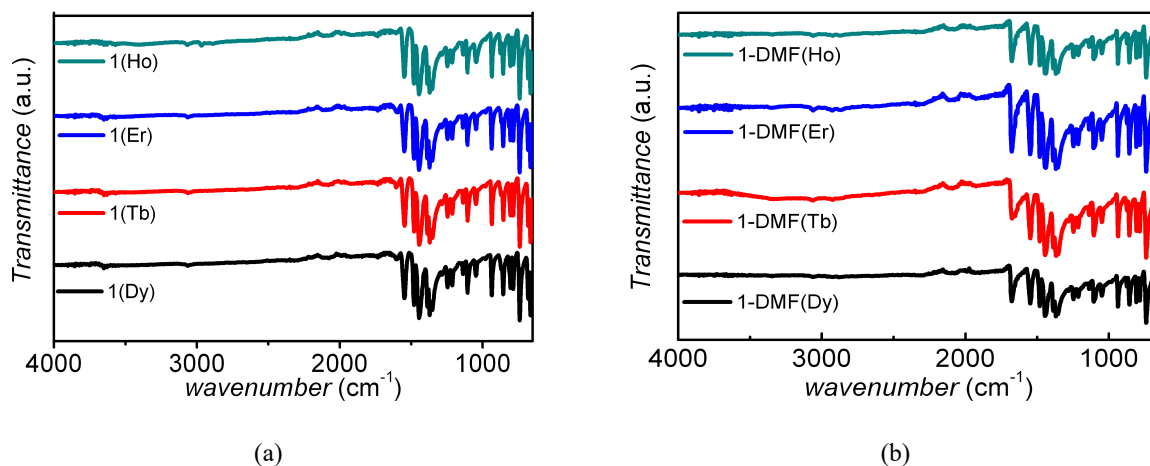 Transmittance (a.u.)
1(Ho)
1(Er)
1(Tb)
1(Dy)
4000 3000 2000 1000
wavenumber (cm⁻¹)
(a)
Transmittance (a.u.)
1-DMF(Ho)
1-DMF(Er)
1-DMF(Tb)
1-DMF(Dy)
4000 3000 2000 1000
wavenumber (cm⁻¹)
(b)